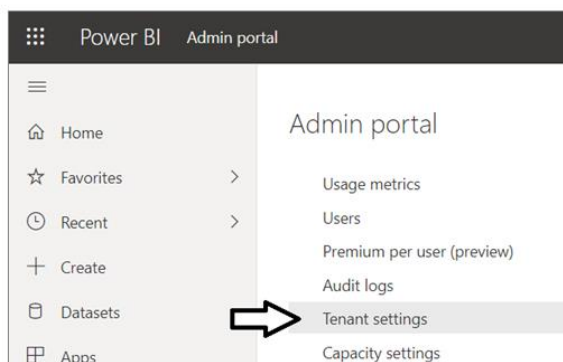 Power BI Admin portal
Home
Favorites
Recent
Create
Datasets
Apps
Admin portal
Usage metrics
Users
Premium per user (preview)
Audit logs
Tenant settings
Capacity settings